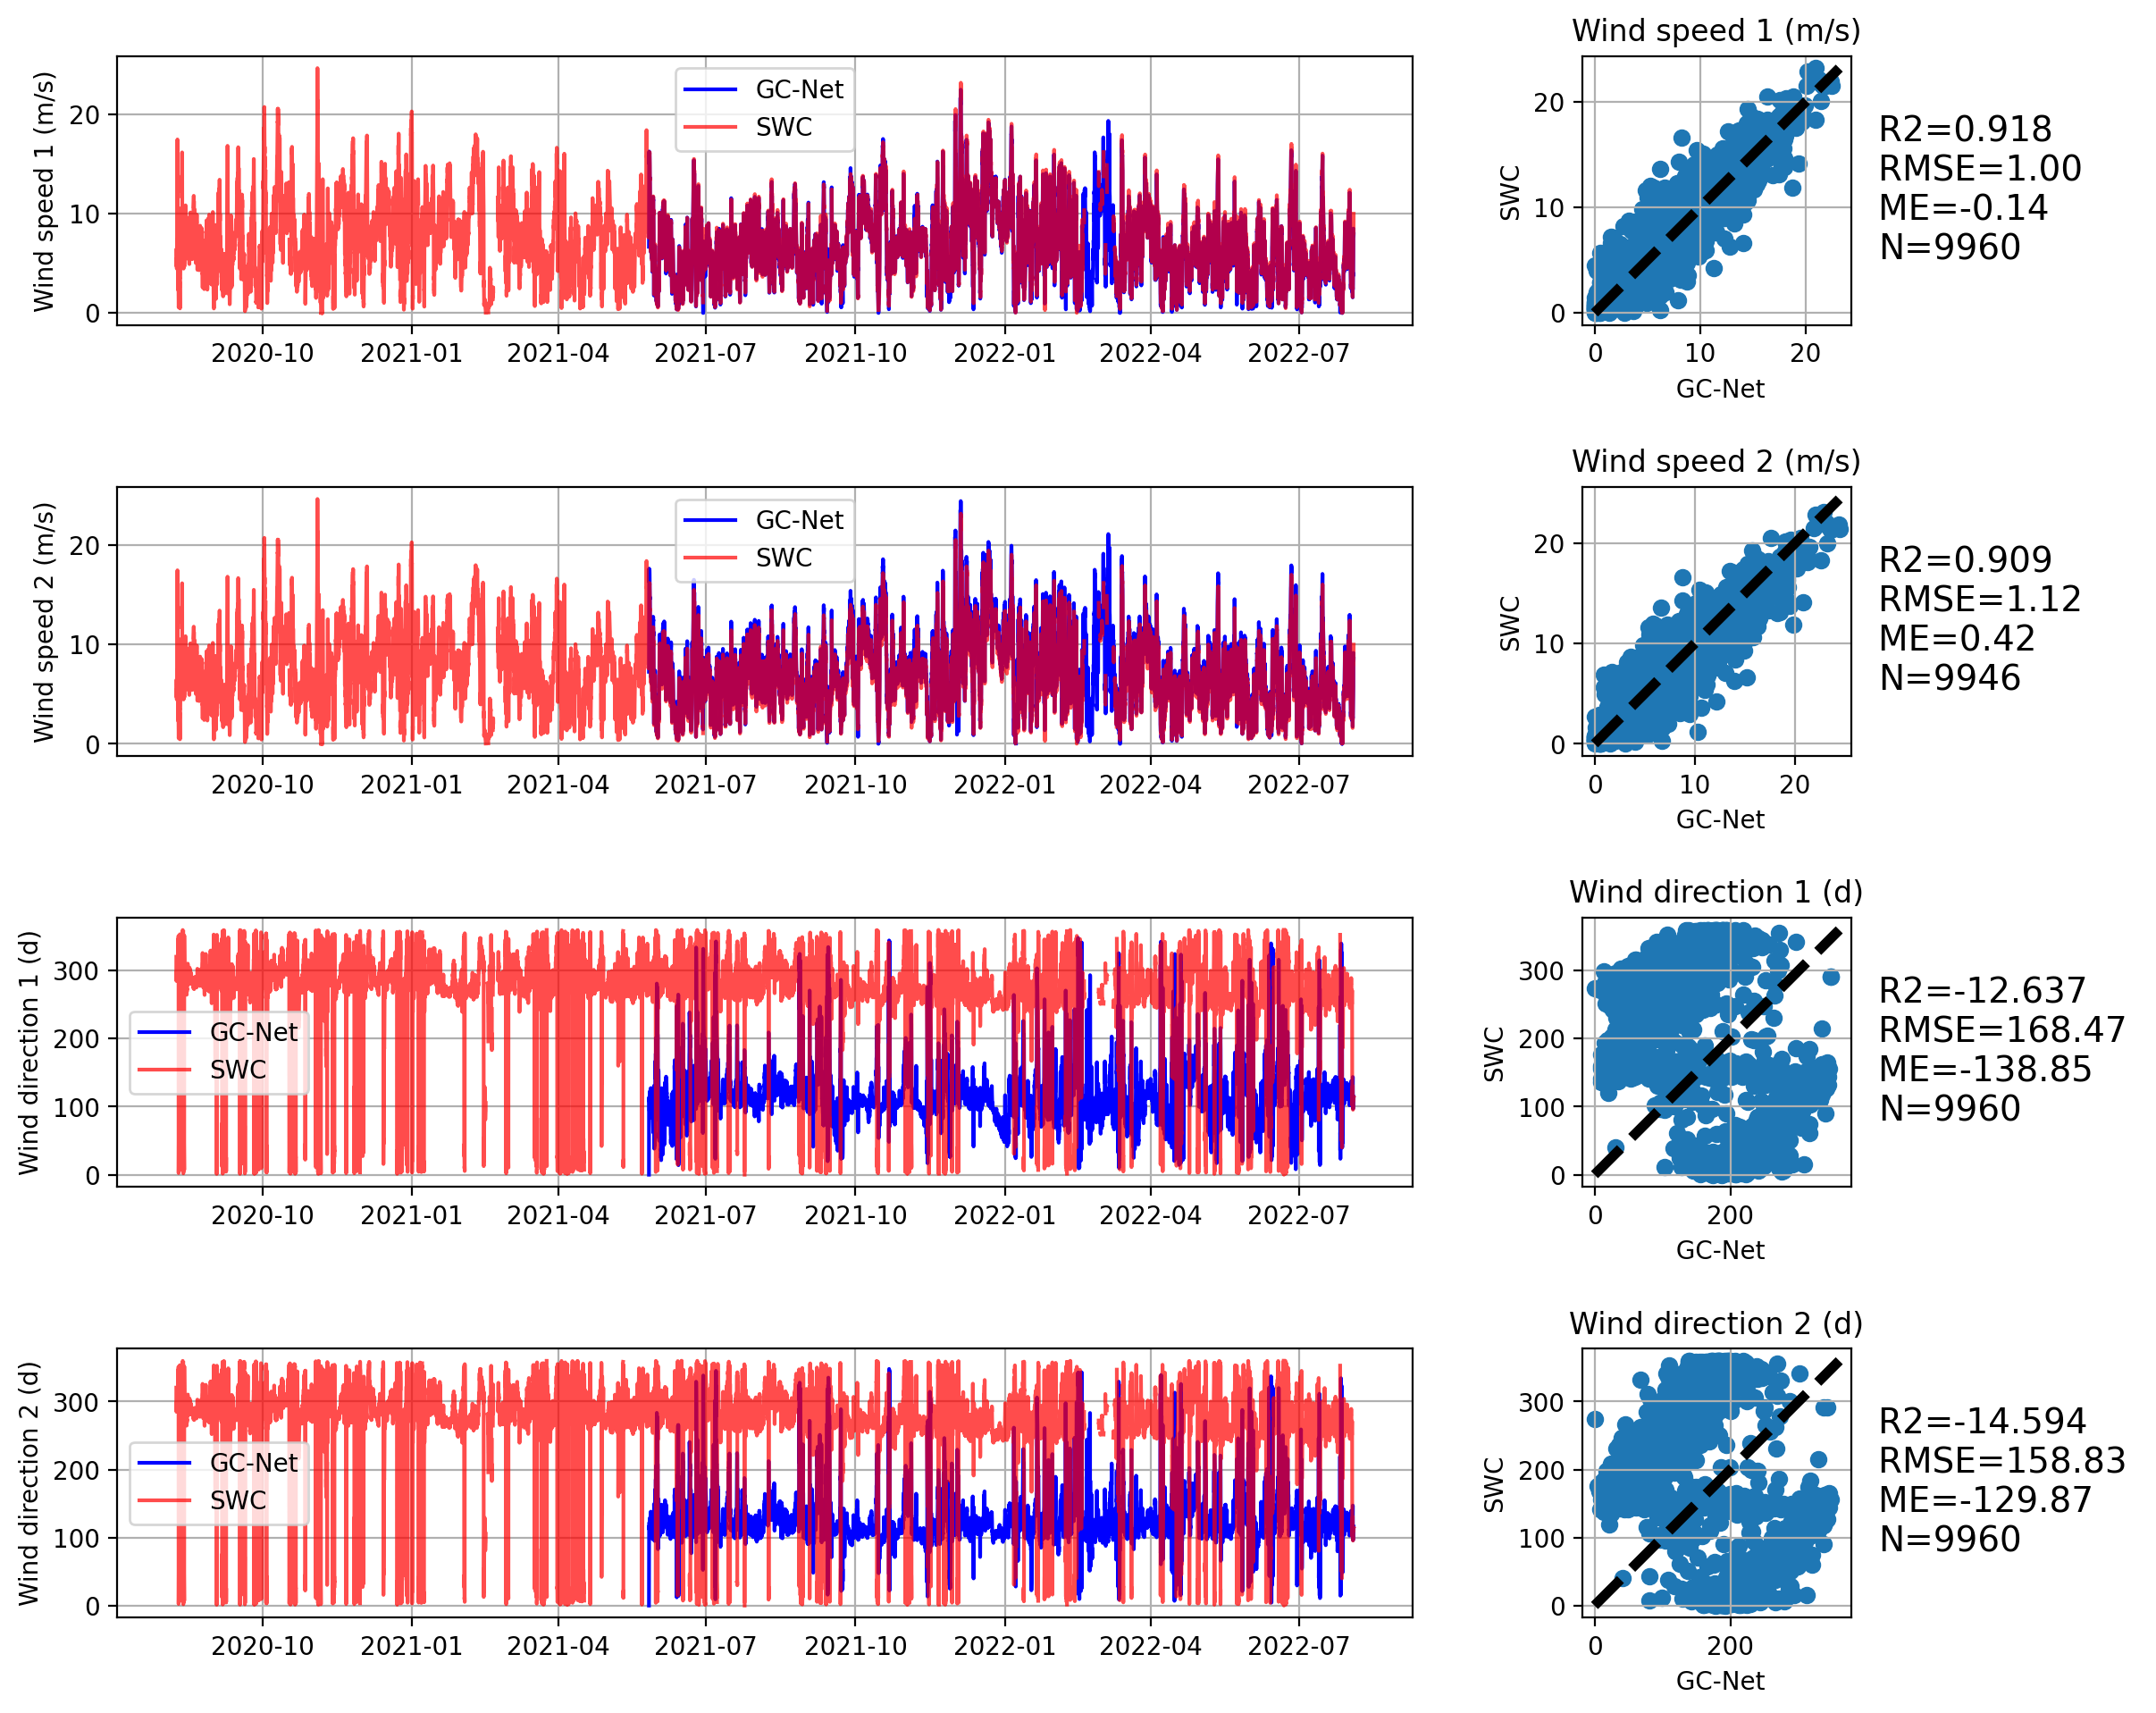 Wind speed 1 (m/s)
20
10
0
GC-Net
SWC
2020-10 2021-01 2021-04 2021-07 2021-10 2022-01 2022-04 2022-07
Wind speed 1 (m/s)
SWC
20
10
0
0 10 20
GC-Net
R2=0.918
RMSE=1.00
ME=-0.14
N=9960
Wind speed 2 (m/s)
20
10
0
GC-Net
SWC
2020-10 2021-01 2021-04 2021-07 2021-10 2022-01 2022-04 2022-07
Wind speed 2 (m/s)
SWC
20
10
0
0 10 20
GC-Net
R2=0.909
RMSE=1.12
ME=0.42
N=9946
Wind direction 1 (d)
300
200
100
0
GC-Net
SWC
2020-10 2021-01 2021-04 2021-07 2021-10 2022-01 2022-04 2022-07
Wind direction 1 (d)
SWC
300
200
100
0
0 200
GC-Net
R2=-12.637
RMSE=168.47
ME=-138.85
N=9960
Wind direction 2 (d)
300
200
100
0
GC-Net
SWC
2020-10 2021-01 2021-04 2021-07 2021-10 2022-01 2022-04 2022-07
Wind direction 2 (d)
SWC
300
200
100
0
0 200
GC-Net
R2=-14.594
RMSE=158.83
ME=-129.87
N=9960